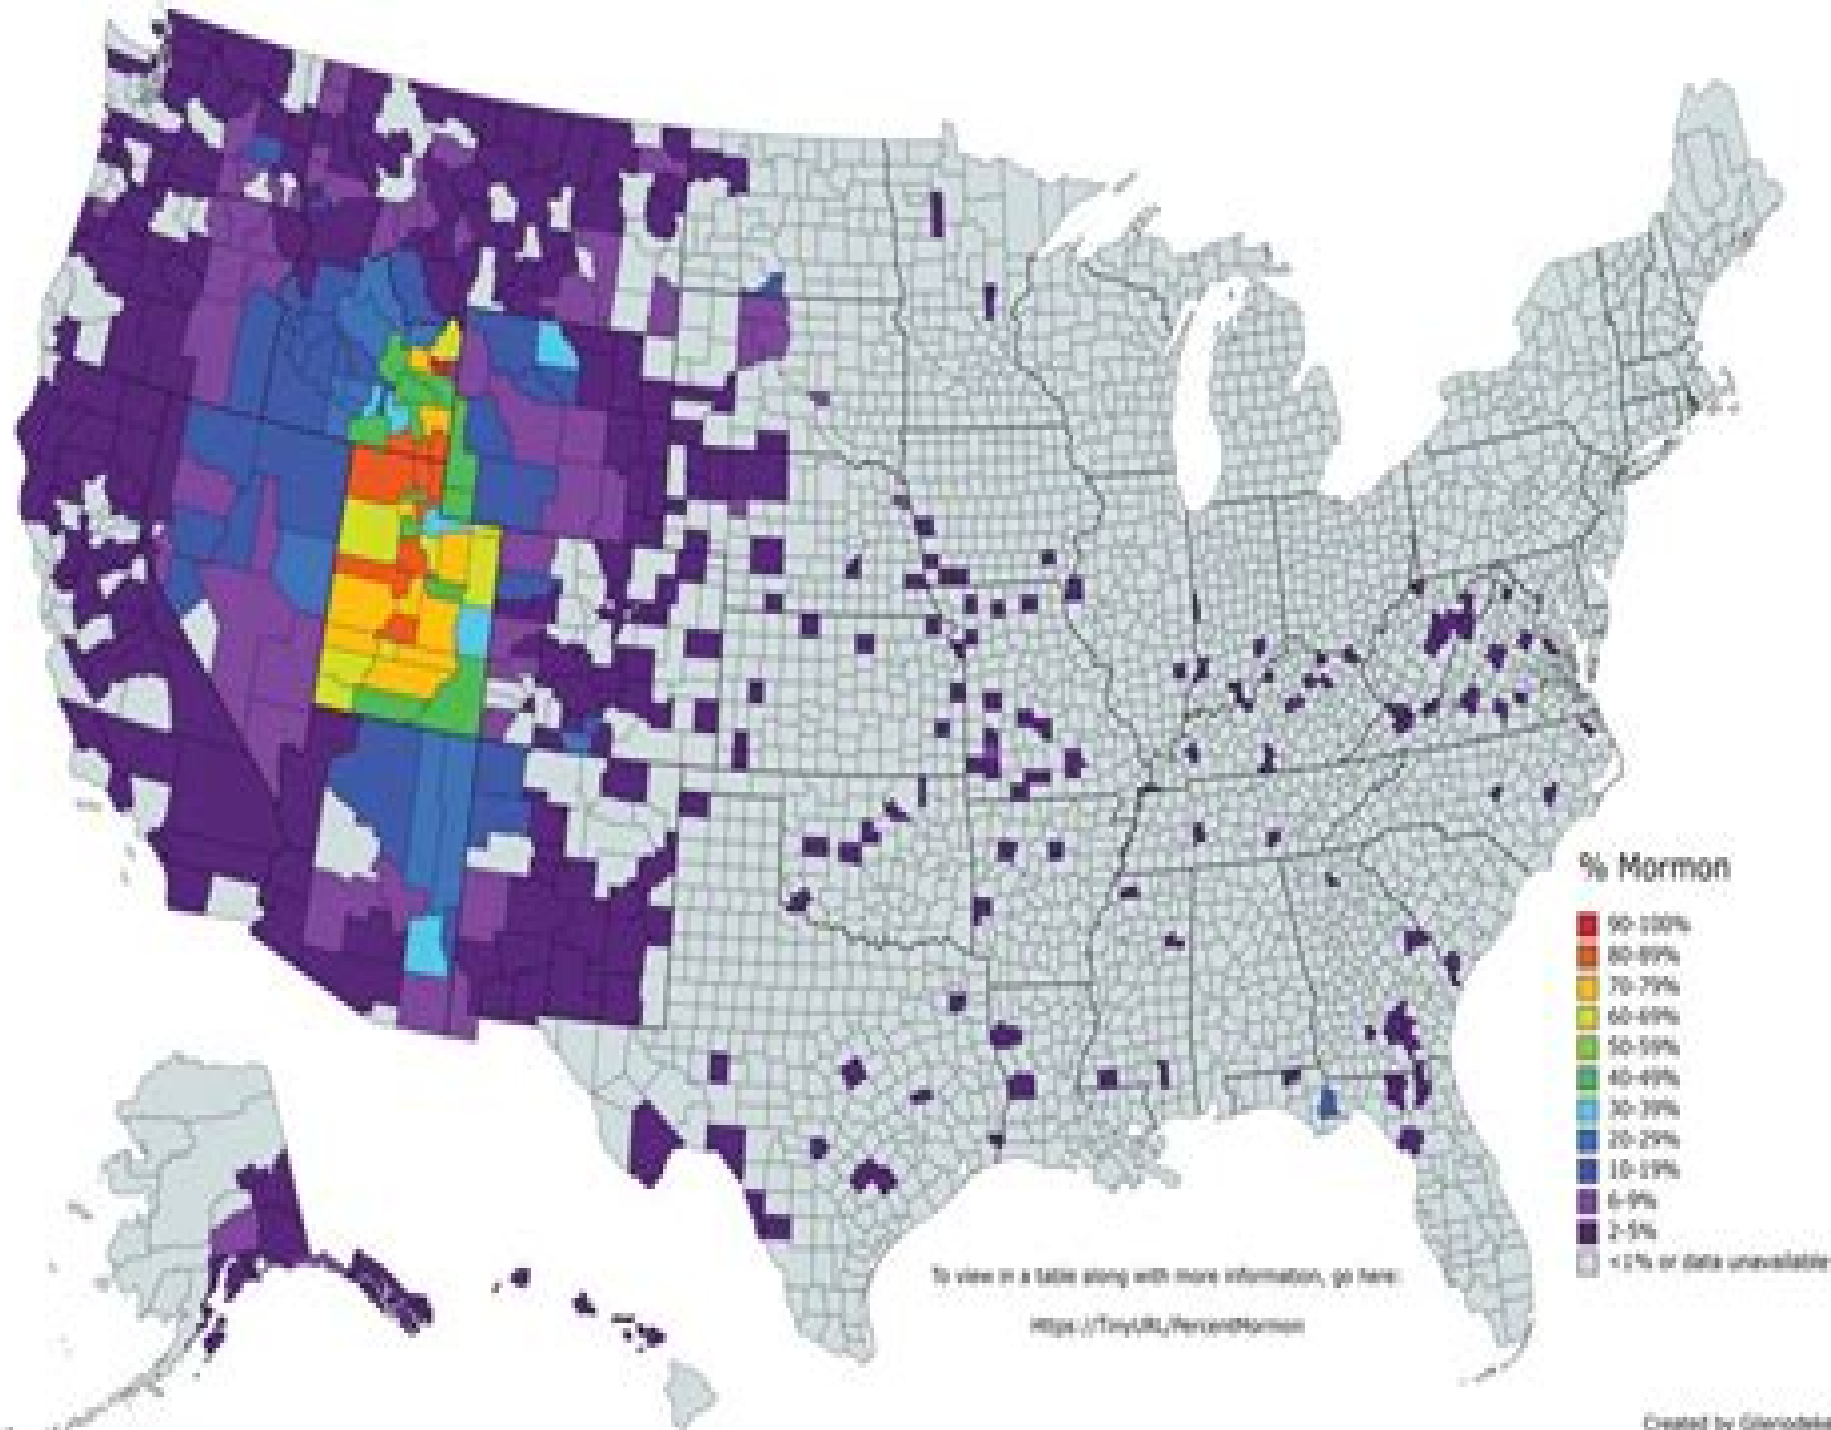 % Mormon
90-100%
80-89%
70-79%
60-69%
50-59%
40-49%
30-39%
20-29%
10-19%
6-9%
2-5%
<1% or data unavailable
To view in a table along with more information, go here:
Https://TinyURL/PercentMormon
Created by